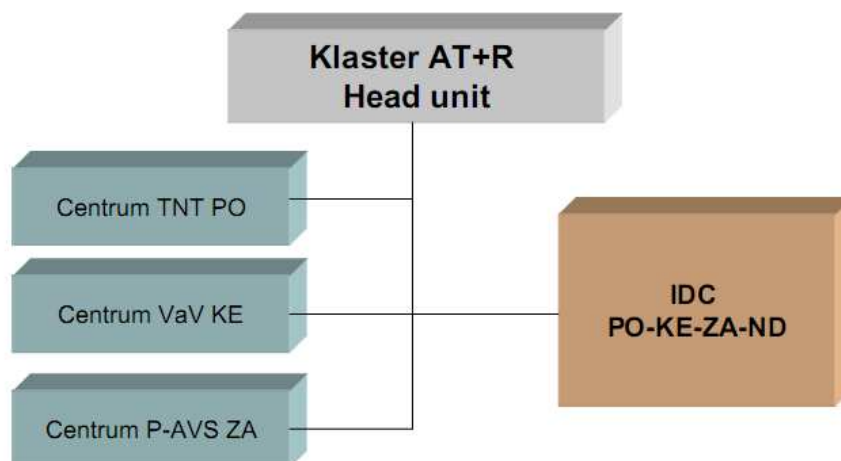 Klaster AT+R
Head unit
Centrum TNT PO
Centrum VaV KE
IDC
PO-KE-ZA-ND
Centrum P-AVS ZA